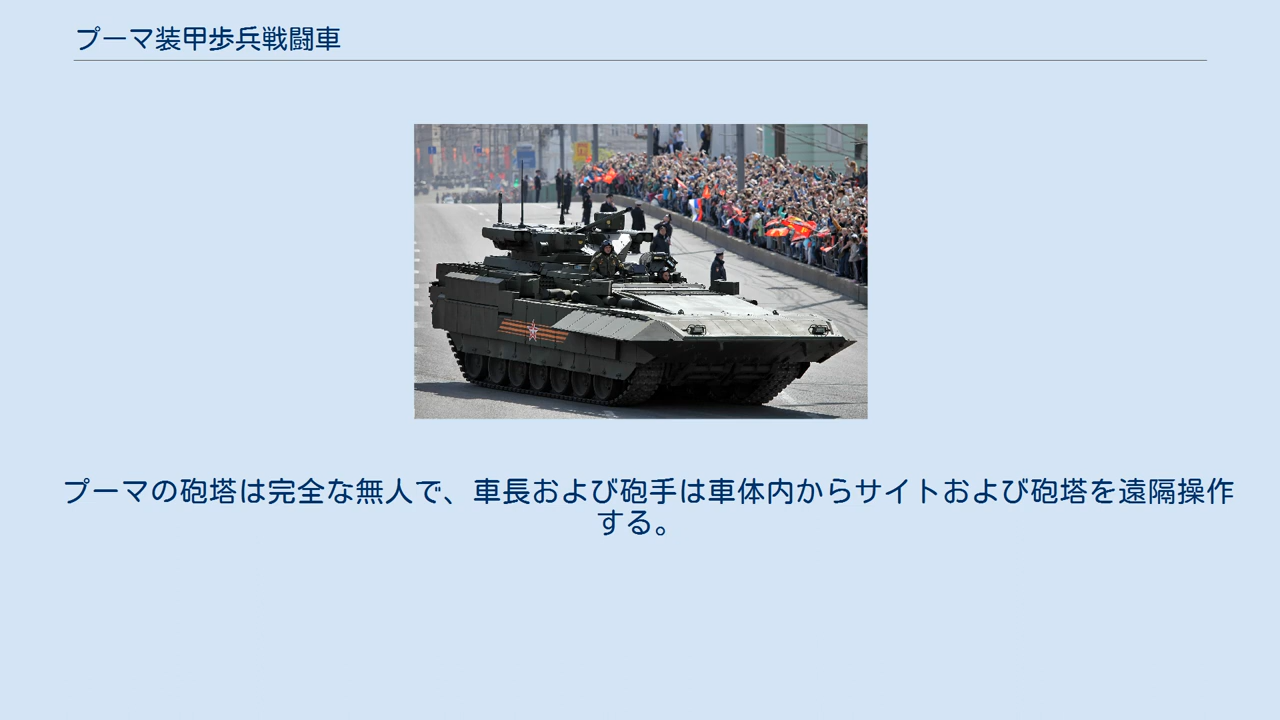 プーマ装甲歩兵戦闘車
プーマの砲塔は完全な無人で、車長および砲手は車体内からサイトおよび砲塔を遠隔操作
する。